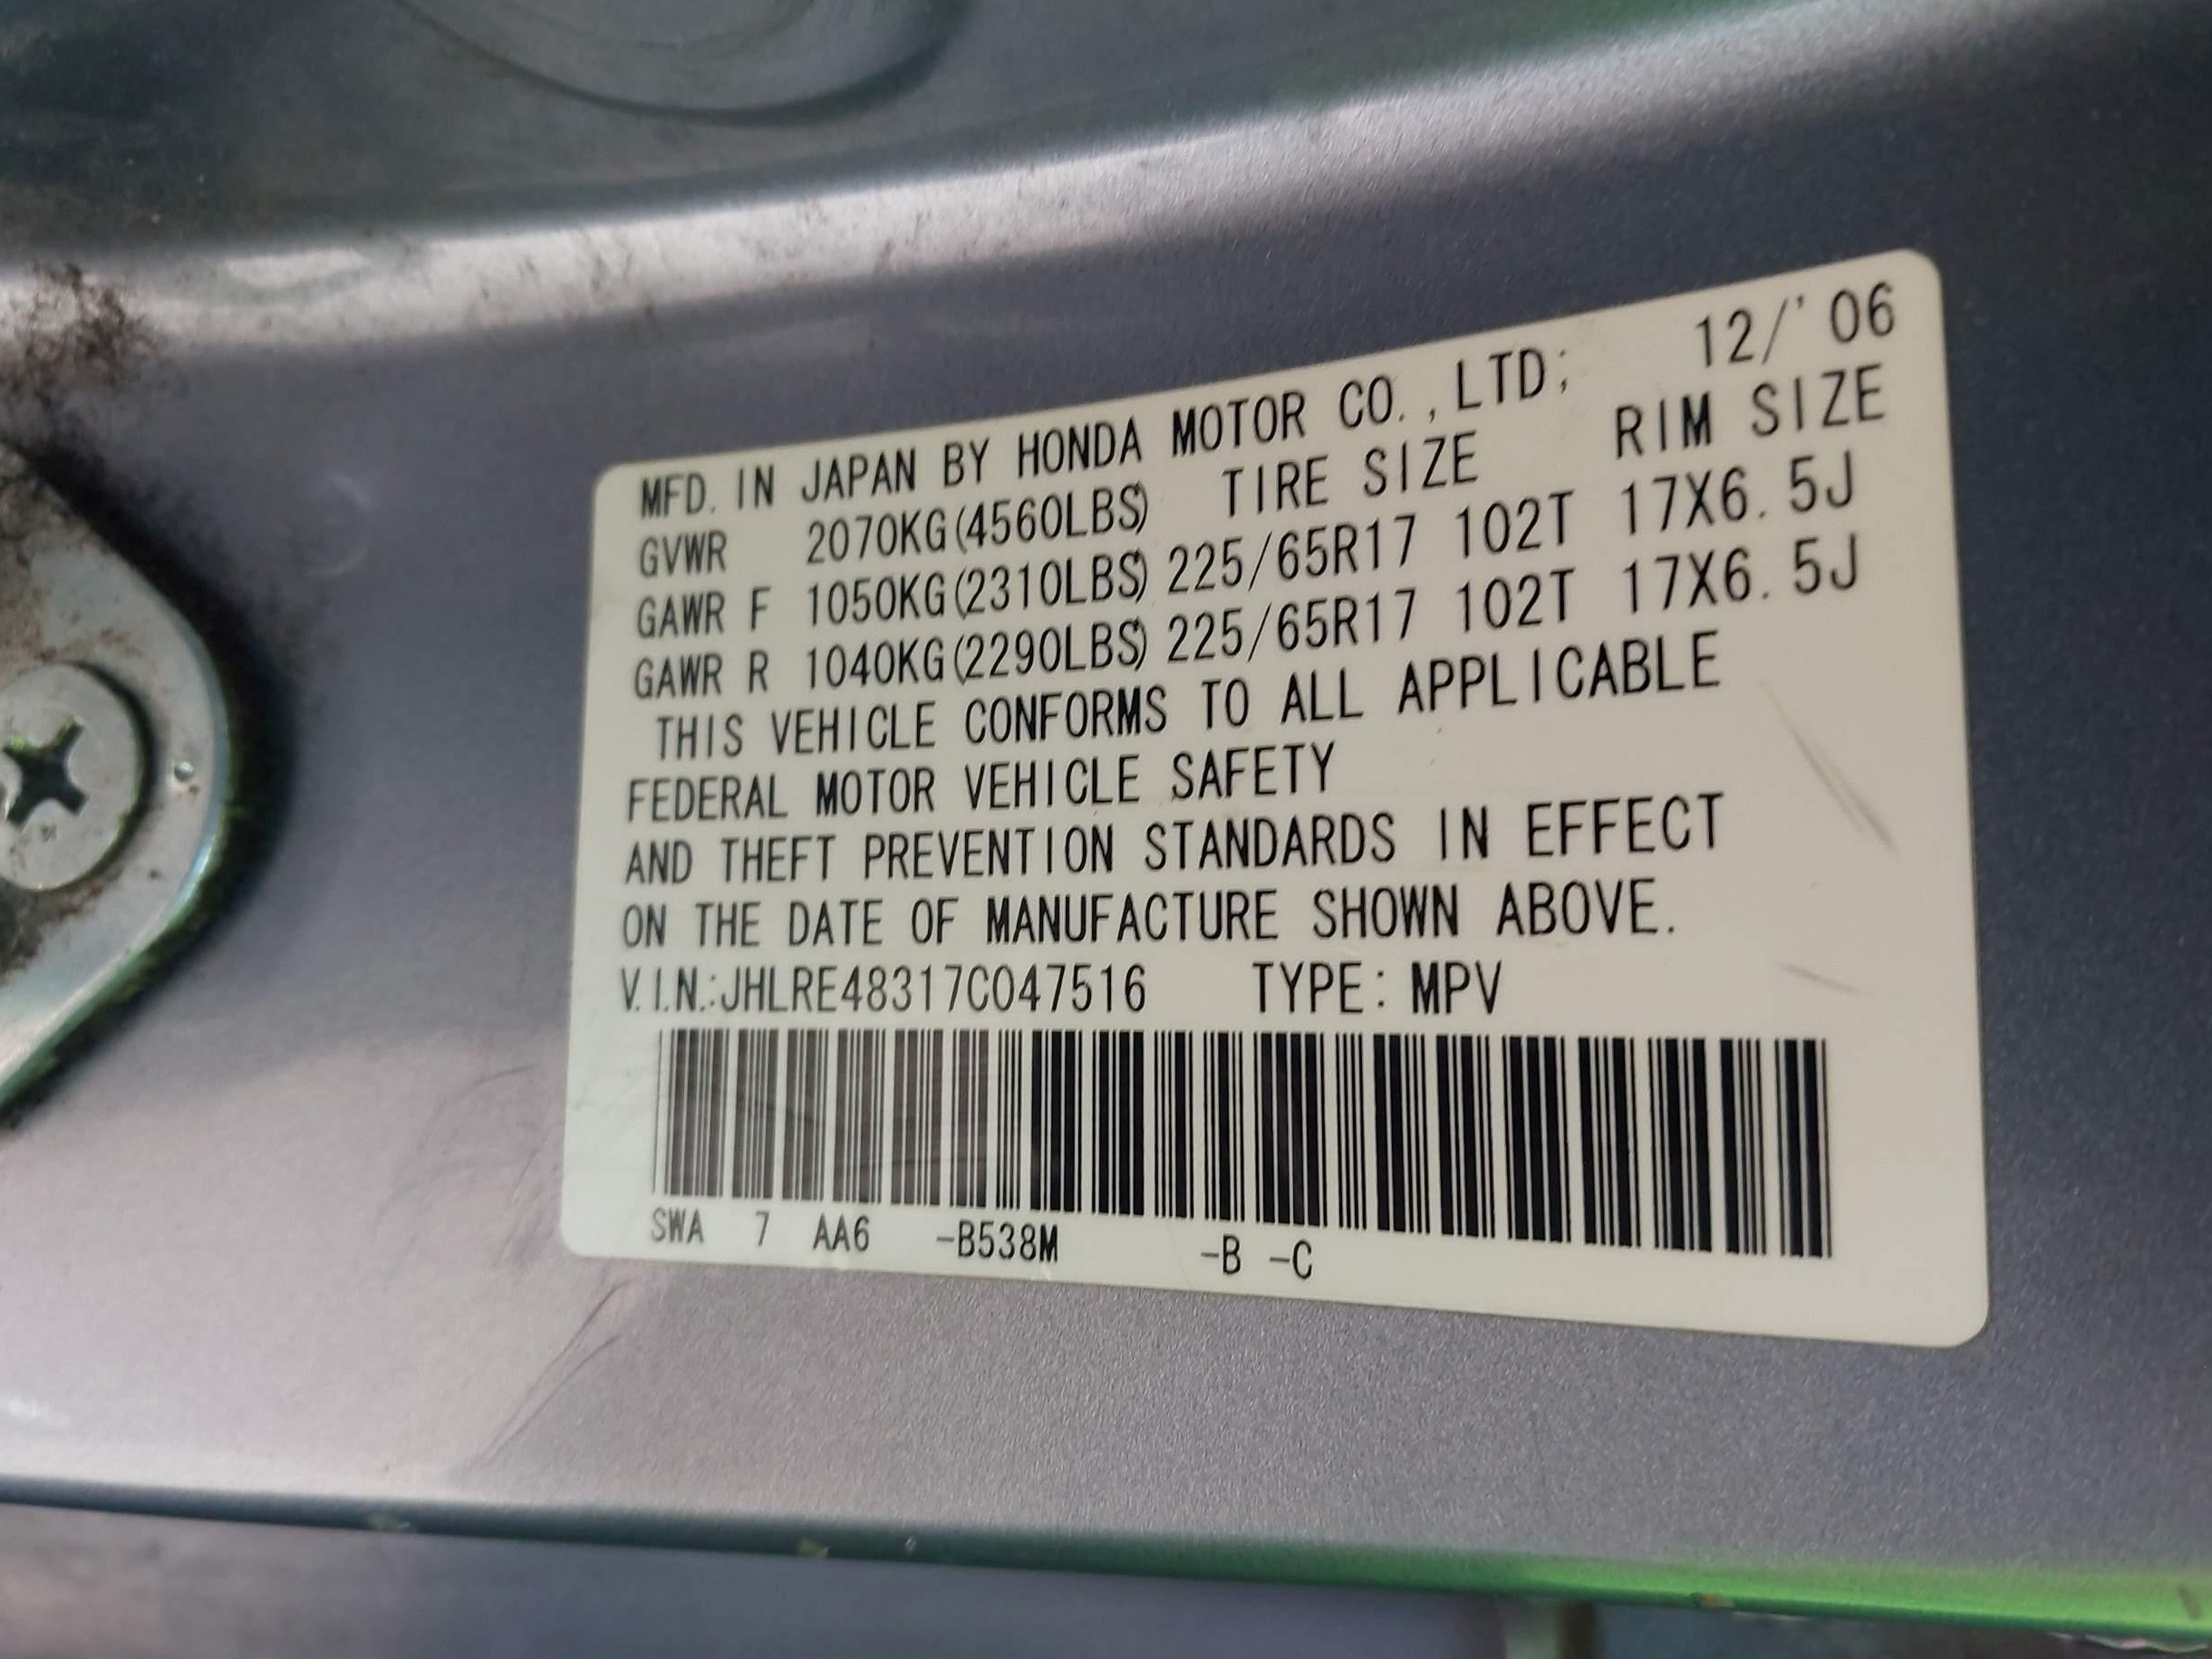 MFD. IN JAPAN BY HONDA MOTOR CO.,LTD; 12/'06
GVWR 2070KG(4560LBS) TIRE SIZE RIM SIZE
GAWR F 1050KG(2310LBS) 225/65R17 102T 17X6.5J
GAWR R 1040KG(2290LBS) 225/65R17 102T 17X6.5J
THIS VEHICLE CONFORMS TO ALL APPLICABLE
FEDERAL MOTOR VEHICLE SAFETY
AND THEFT PREVENTION STANDARDS IN EFFECT
ON THE DATE OF MANUFACTURE SHOWN ABOVE.
V.I.N.:JHLRE48317C047516 TYPE: MPV
SWA 7 AA6 -B538M -B -C